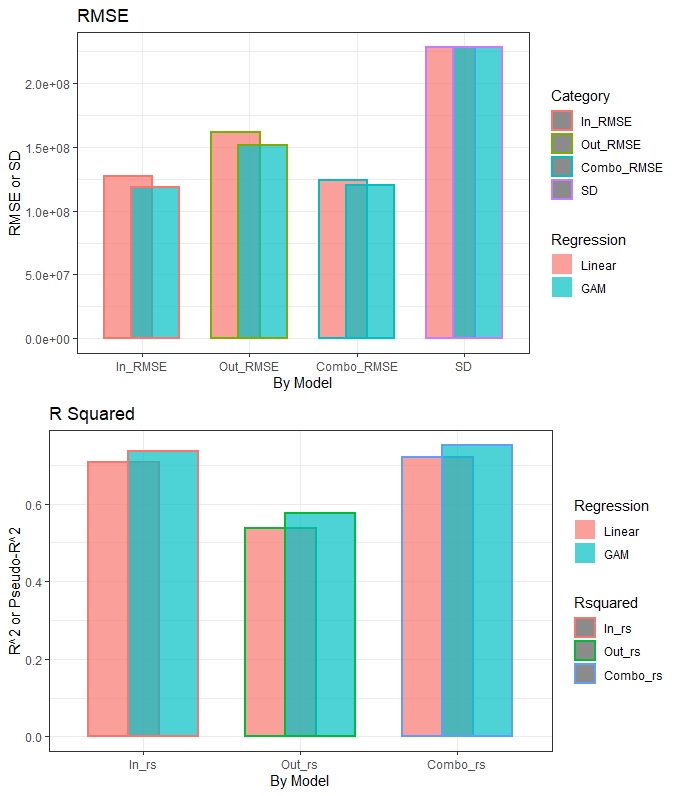 RMSE
RMSE or SD
2.0e+08
1.5e+08
1.0e+08
5.0e+07
0.0e+00
In_RMSE
Out_RMSE
Combo_RMSE
SD
By Model
Category
In_RMSE
Out_RMSE
Combo_RMSE
SD
Regression
Linear
GAM
R Squared
R^2 or Pseudo-R^2
0.6
0.4
0.2
0.0
In_rs
Out_rs
Combo_rs
By Model
Regression
Linear
GAM
Rsquared
In_rs
Out_rs
Combo_rs